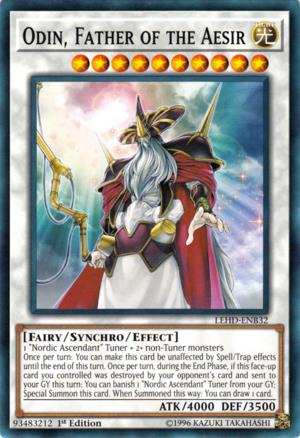 ODIN, FATHER OF THE AESIR
光
LEHD-ENB32
[FAIRY/SYNCHRO/EFFECT]
1 "Nordic Ascendant" Tuner + 2+ non-Tuner monsters
Once per turn: You can make this card be unaffected by Spell/Trap effects
until the end of this turn. Once per turn, during the End Phase, if this face-up
card you controlled was destroyed by your opponent's card and sent to
your GY this turn: You can banish 1 "Nordic Ascendant" Tuner from your GY;
Special Summon this card. When Summoned this way: You can draw 1 card.
ATK/4000 DEF/3500
93483212 1st Edition ©1996 KAZUKI TAKAHASHI